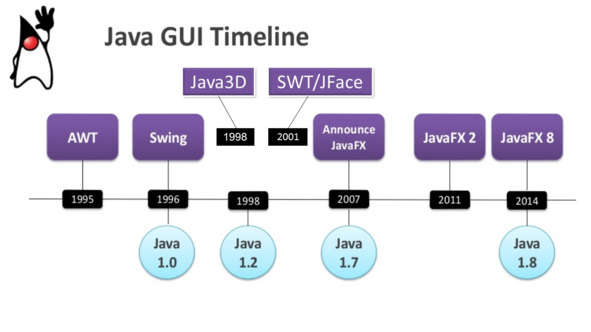 Java GUI Timeline
Java3D
SWT/JFace
1998
2001
AWT
Swing
Announce
JavaFX
JavaFX 2
JavaFX 8
1995
1996
1998
2007
2011
2014
Java
1.0
Java
1.2
Java
1.7
Java
1.8